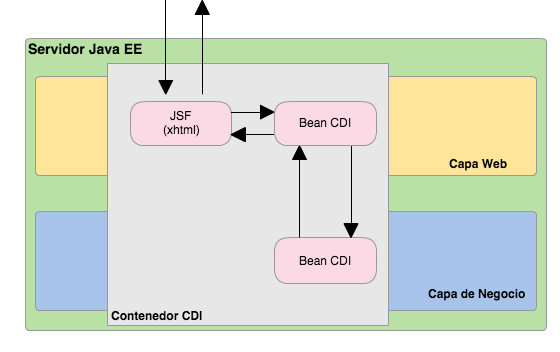 Servidor Java EE
JSF
(xhtml)
Bean CDI
Capa Web
Bean CDI
Capa de Negocio
Contenedor CDI